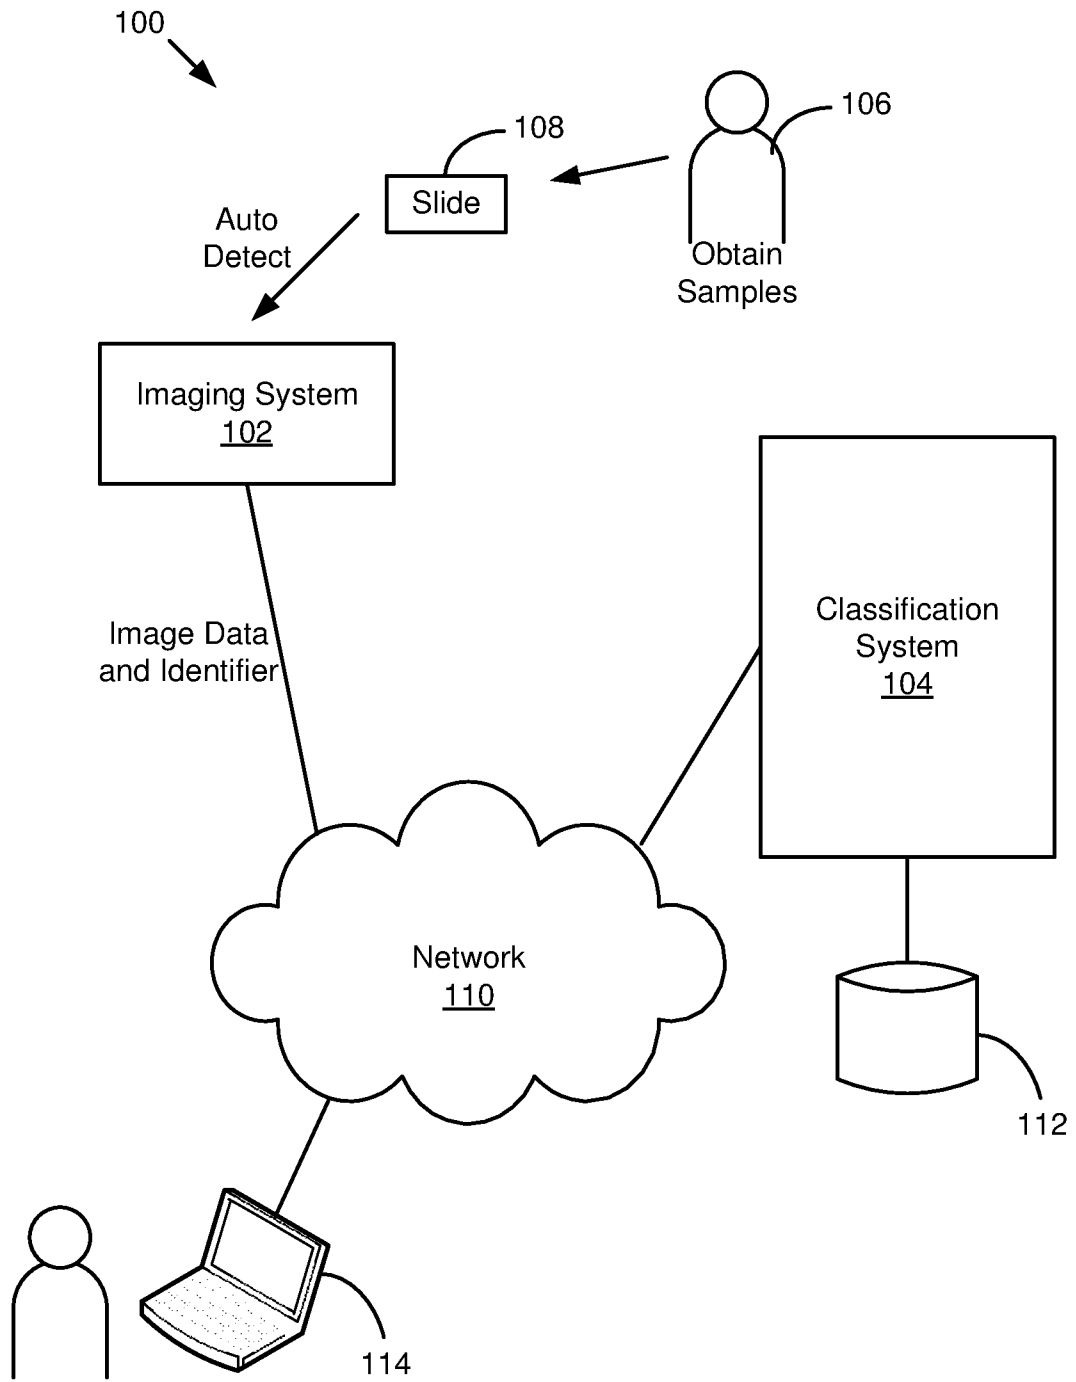 100
108
106
Slide
Auto
Detect
Obtain
Samples
Imaging System
102
Classification
System
104
Image Data
and Identifier
Network
110
112
114